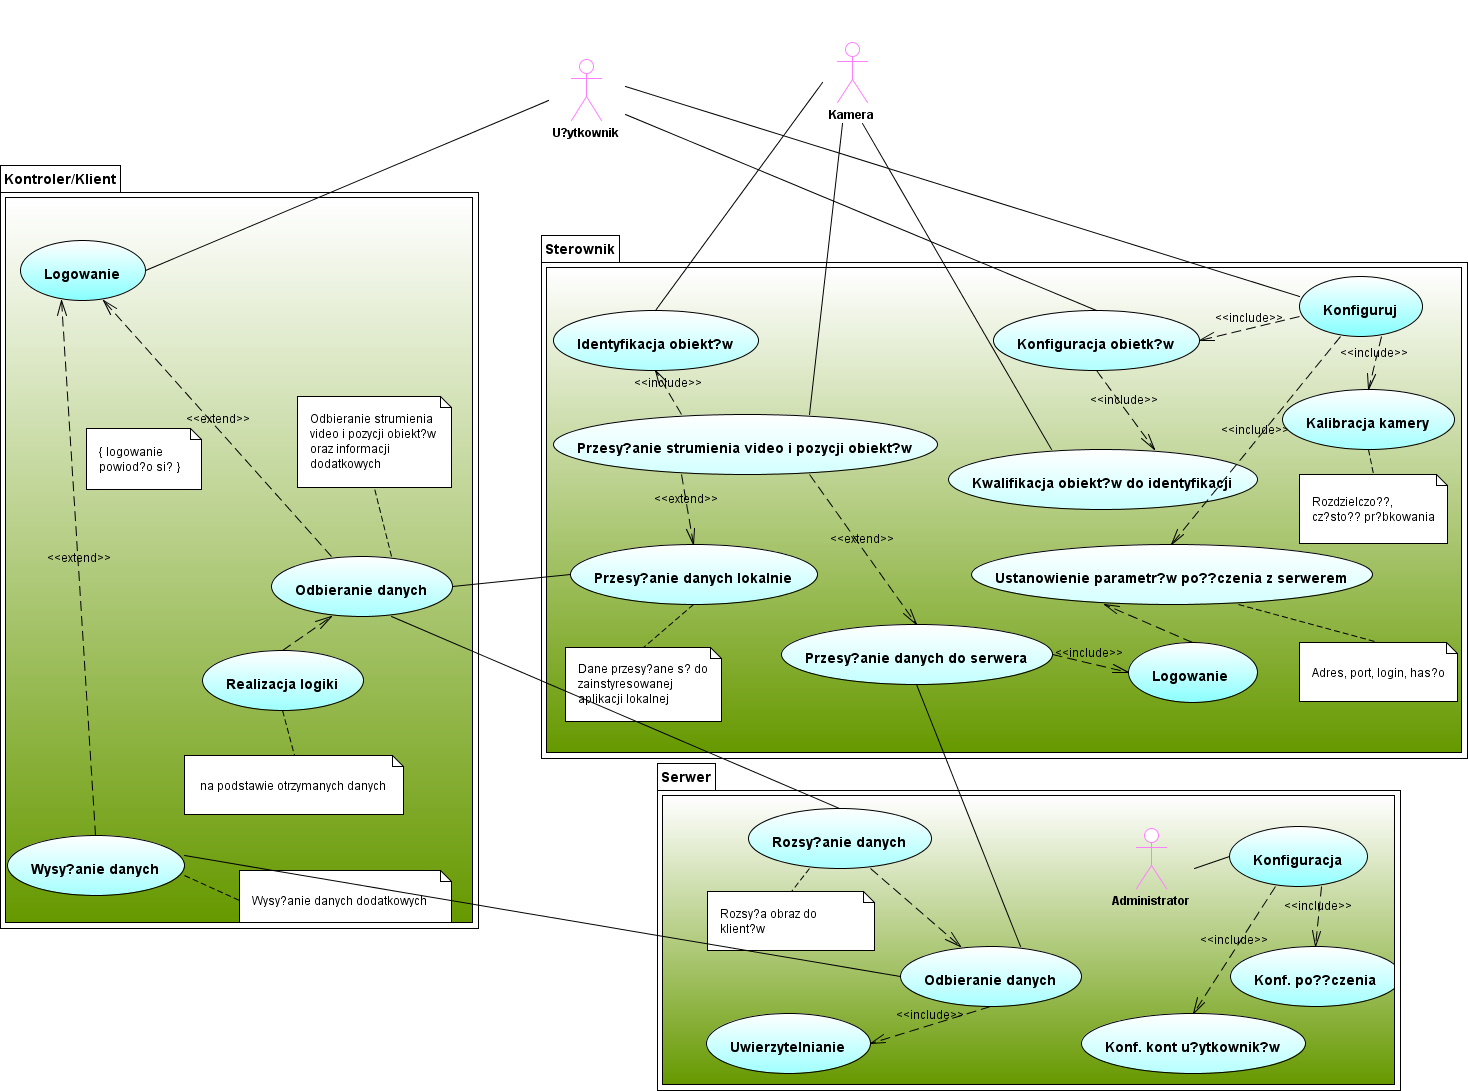 Kamera
U?ytkownik
Kontroler/Klient
Logowanie
<<extend>>
{ logowanie
powiod?o si? }
Odbieranie strumienia
video i pozycji obiekt?w
oraz informacji
dodatkowych
<<extend>>
Odbieranie danych
Realizacja logiki
na podstawie otrzymanych danych
Wysy?anie danych
Wysy?anie danych dodatkowych
Sterownik
Konfiguruj
<<include>>
Identyfikacja obiekt?w
Konfiguracja obietk?w
<<include>>
<<include>>
<<include>>
Kalibracja kamery
<<include>>
Przesy?anie strumienia video i pozycji obiekt?w
Kwalifikacja obiekt?w do identyfikacji
<<extend>>
Rozdzielczo??,
cz?sto?? pr?bkowania
<<extend>>
Przesy?anie danych lokalnie
Ustanowienie parametr?w po??czenia z serwerem
Przesy?anie danych do serwera
<<include>>
Logowanie
Adres, port, login, has?o
Dane przesy?ane s? do
zainstyresowanej
aplikacji lokalnej
Serwer
Rozsy?anie danych
Konfiguracja
Administrator
<<include>>
Rozsy?a obraz do
klient?w
<<include>>
Odbieranie danych
Konf. po??czenia
<<include>>
Uwierzytelnianie
Konf. kont u?ytkownik?w